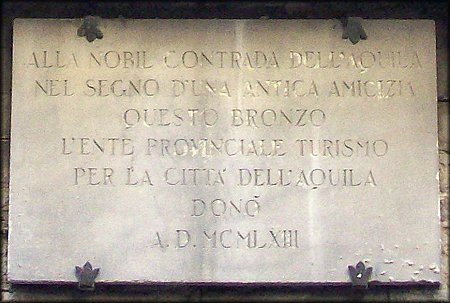 ALLA NOBIL CONTRADA DELL'AQUILA
NEL SEGNO D'UNA ANTICA AMICIZIA
QUESTO BRONZO
L'ENTE PROVINCIALE TURISMO
PER LA CITTÀ DELL'AQUILA
DONÒ
A. D. MCMLXIII